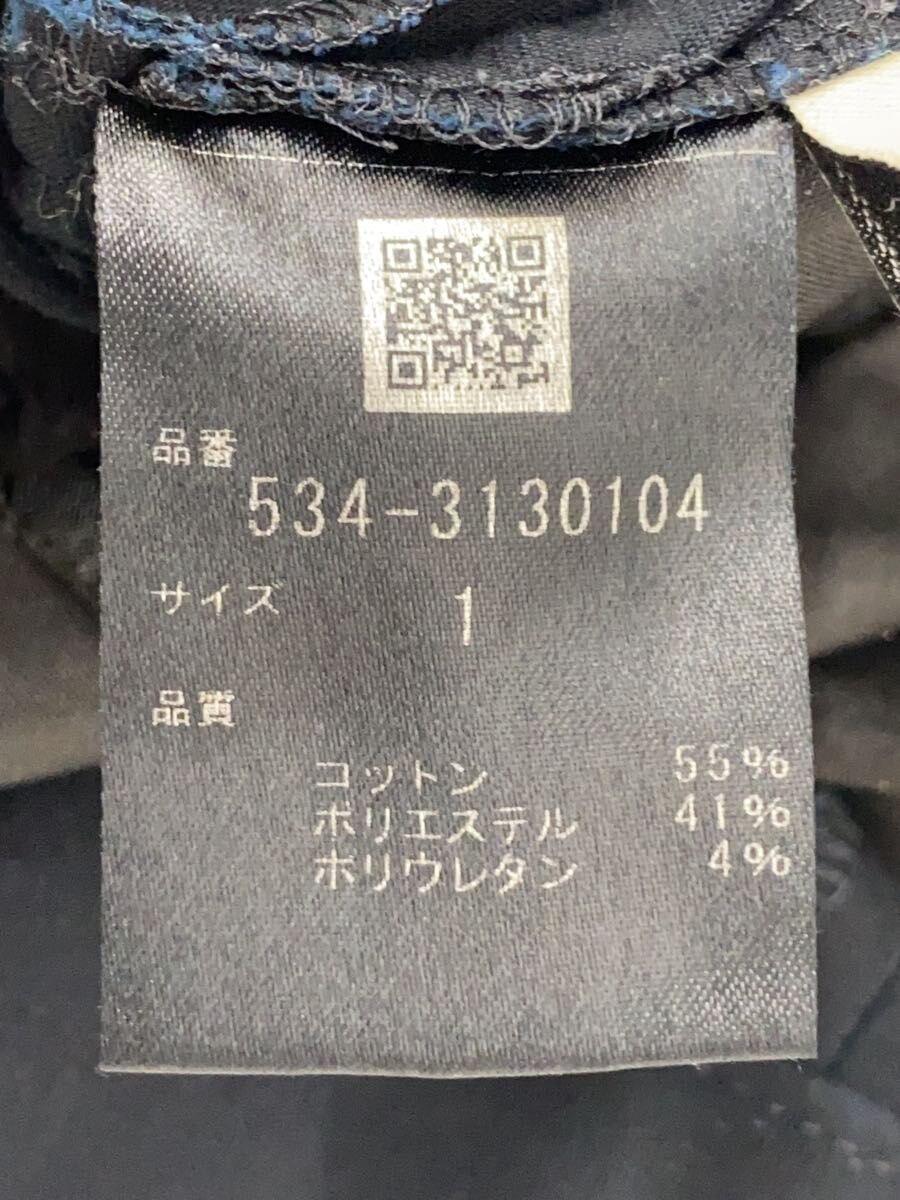 品番
534-3130104
サイズ 1
品質
コットン 55%
ポリエステル 41%
ポリウレタン 4%